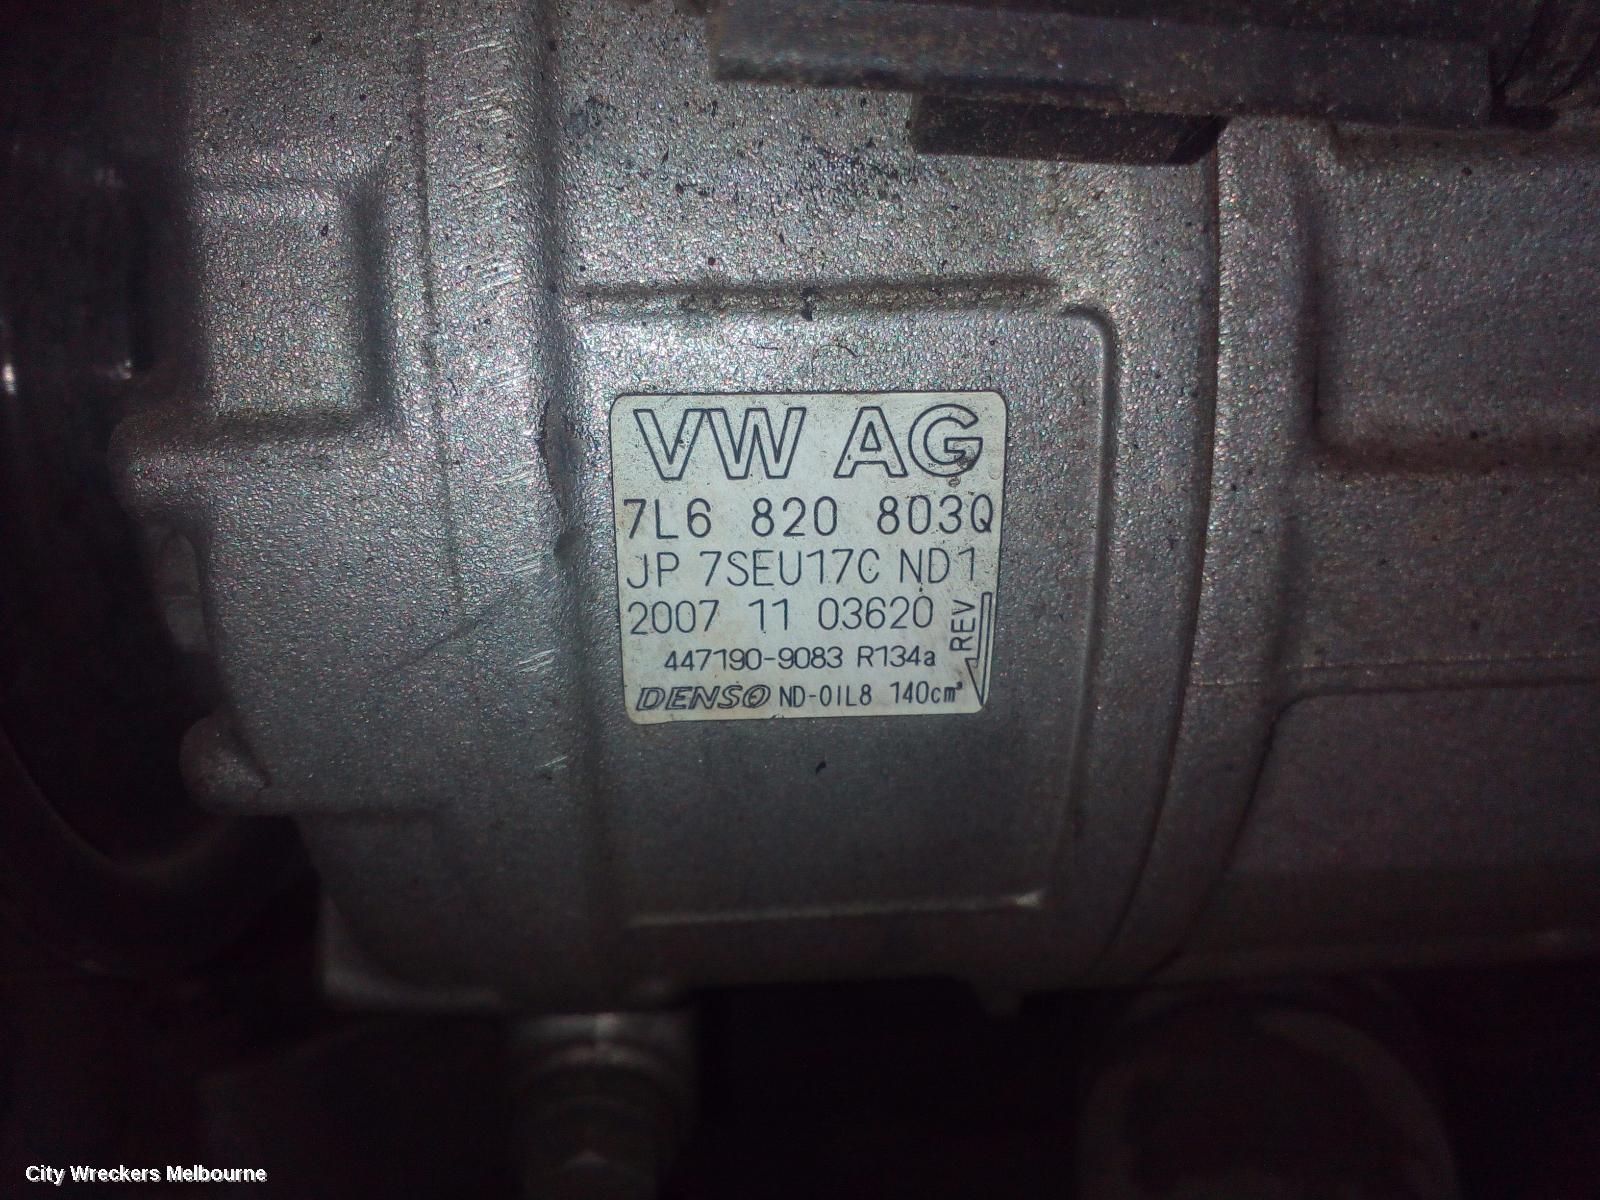 VW AG
7L6 820 803Q
JP 7SEU17C ND1
2007 11 03620
REV
447190-9083 R134a
DENSO ND-OIL8 140cm³
City Wreckers Melbourne